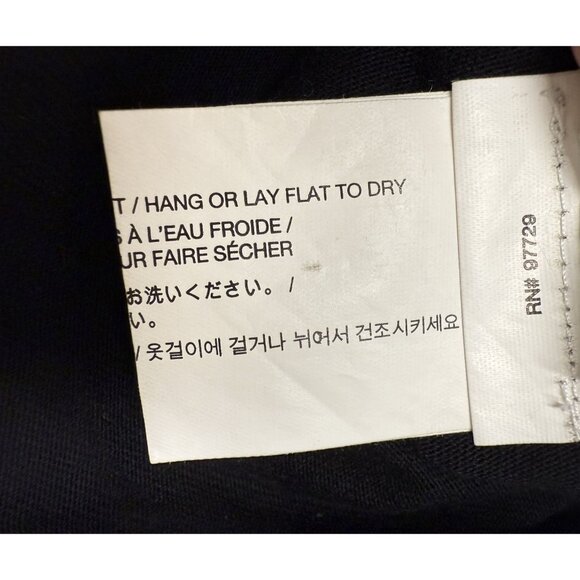 T / HANG OR LAY FLAT TO DRY
S À L'EAU FROIDE /
UR FAIRE SÉCHER
お洗いください。 /
い。
/ 옷걸이에 걸거나 뉘어서 건조시키세요
RN# 97729